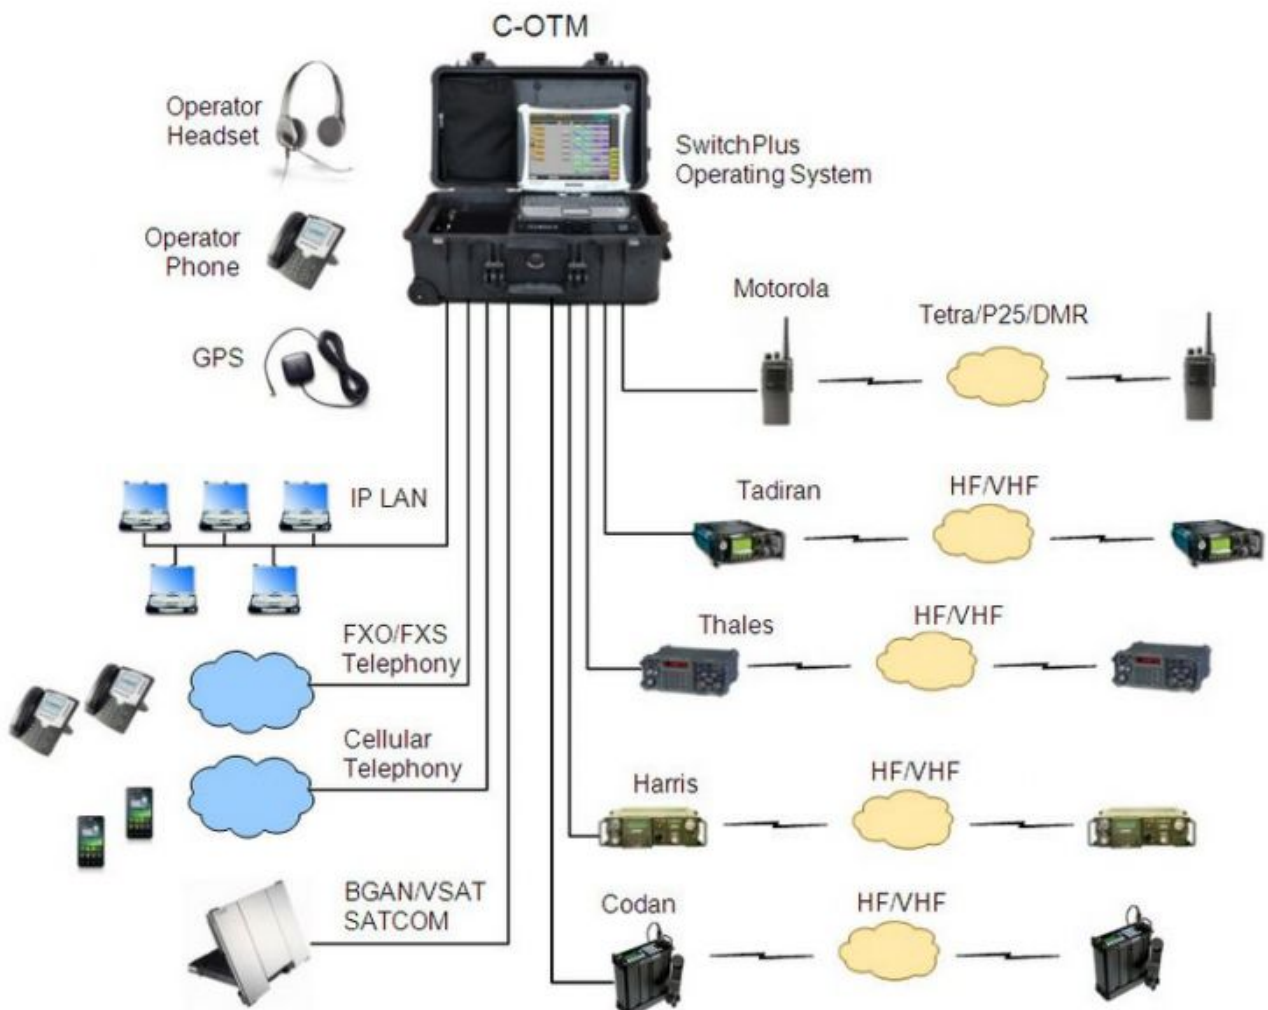 C-OTM
Operator
Headset
SwitchPlus
Operating System
Operator
Phone
GPS
Motorola
Tetra/P25/DMR
IP LAN
Tadiran
HF/VHF
FXO/FXS
Telephony
Thales
HF/VHF
Cellular
Telephony
Harris
HF/VHF
BGAN/VSAT
SATCOM
Codan
HF/VHF